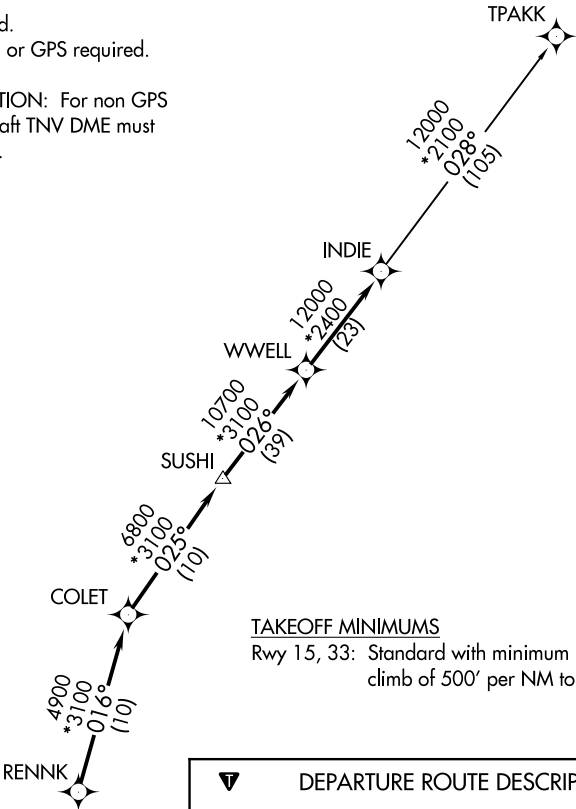 TPAKK
d.
or GPS required.
TION: For non GPS
aft TNV DME must
12000
*2100
028°
(105)
INDIE
12000
*2400
(23)
WWELL
10700
*3100
026°
(39)
SUSHI
6800
*3100
025°
(10)
COLET
TAKEOFF MINIMUMS
Rwy 15, 33: Standard with minimum
climb of 500' per NM to
4900
*3100
016°
(10)
RENNK
T DEPARTURE ROUTE DESCRIP